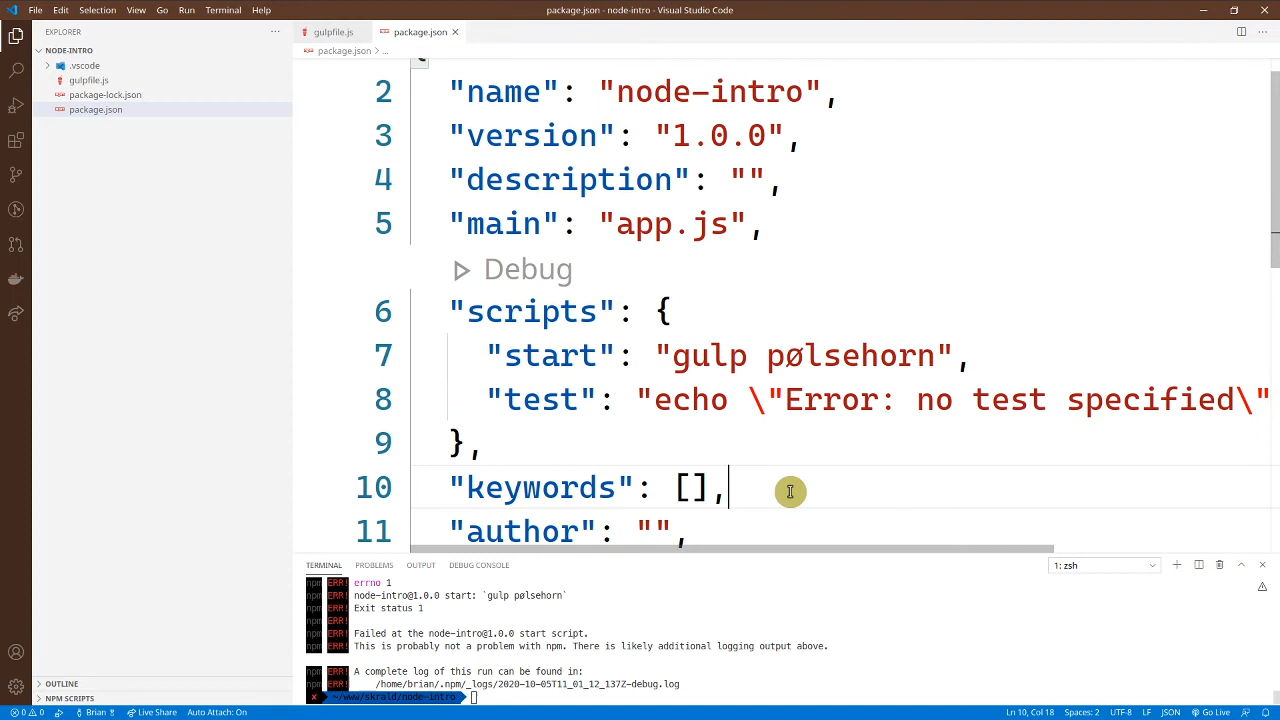 File Edit Selection View Go Run Terminal Help
package.json - node-intro - Visual Studio Code
EXPLORER
NODE-INTRO
.vscode
gulpfile.js
package-lock.json
package.json
OUTLINE
NPM SCRIPTS
gulpfile.js package.json
package.json > ...
{
2 "name": "node-intro",
3 "version": "1.0.0",
4 "description": "",
5 "main": "app.js",
Debug
6 "scripts": {
7 "start": "gulp pølsehorn",
8 "test": "echo \"Error: no test specified\"
9 },
10 "keywords": [],
11 "author": "",
TERMINAL PROBLEMS OUTPUT DEBUG CONSOLE
1: zsh
npm ERR! errno 1
npm ERR! node-intro@1.0.0 start: `gulp pølsehorn`
npm ERR! Exit status 1
npm ERR!
npm ERR! Failed at the node-intro@1.0.0 start script.
npm ERR! This is probably not a problem with npm. There is likely additional logging output above.
npm ERR! A complete log of this run can be found in:
npm ERR! /home/brian/.npm/_logs/2020-10-05T11_01_12_137Z-debug.log
✘ ~/www/skrald/node-intro
0 0 Brian Live Share Auto Attach: On
Ln 10, Col 18 Spaces: 2 UTF-8 LF JSON Go Live